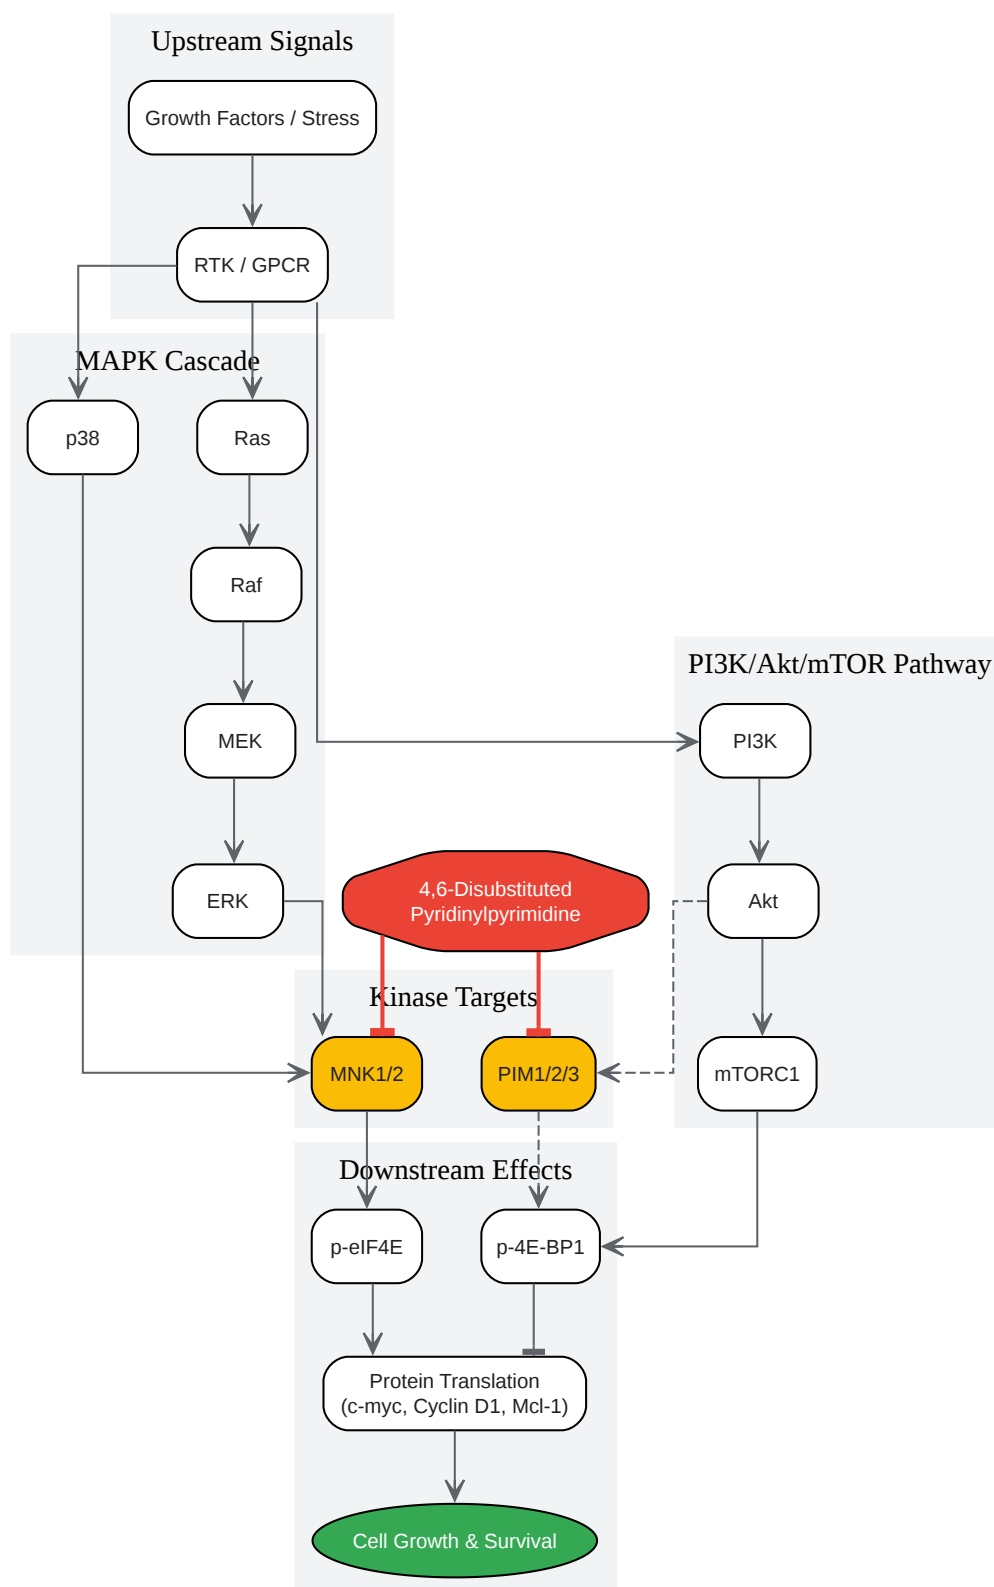 Upstream Signals
Growth Factors / Stress
RTK / GPCR
MAPK Cascade
p38
Ras
Raf
PI3K/Akt/mTOR Pathway
MEK
PI3K
ERK
4,6-Disubstituted
Pyridinylpyrimidine
Akt
Kinase Targets
MNK1/2
PIM1/2/3
mTORC1
Downstream Effects
p-eIF4E
p-4E-BP1
Protein Translation
(c-myc, Cyclin D1, Mcl-1)
Cell Growth & Survival